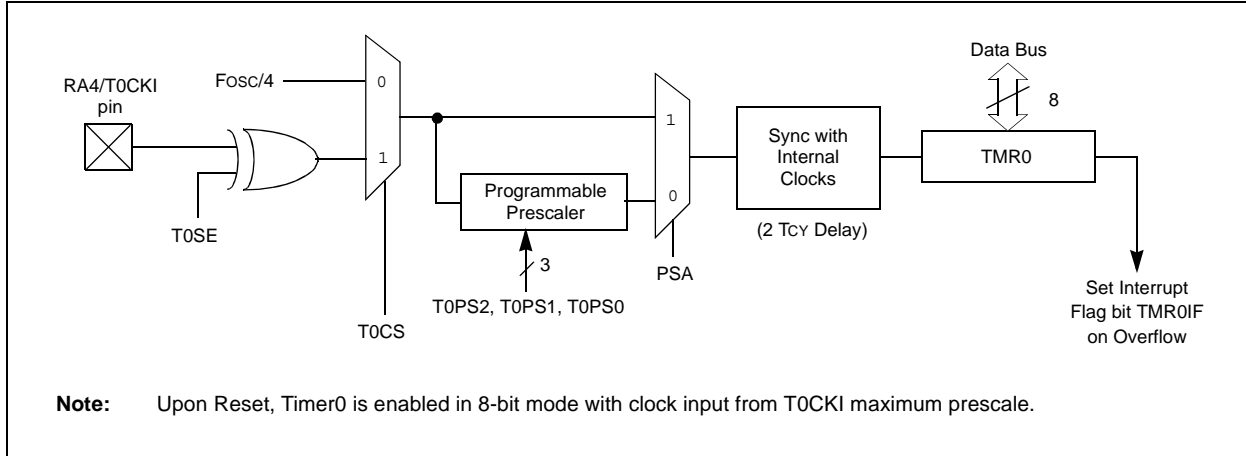 Data Bus
8
RA4/T0CKI
pin
FOSC/4
0
1
T0SE
T0CS
Programmable
Prescaler
3
T0PS2, T0PS1, T0PS0
1
0
PSA
Sync with
Internal
Clocks
(2 TCY Delay)
TMR0
Set Interrupt
Flag bit TMR0IF
on Overflow
Note: Upon Reset, Timer0 is enabled in 8-bit mode with clock input from T0CKI maximum prescale.